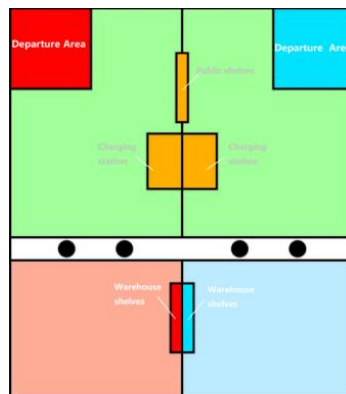 Departure Area
Departure Are
Public shelves
Charging
station
Charging
station
Warehouse
shelves
Warehouse
shelves